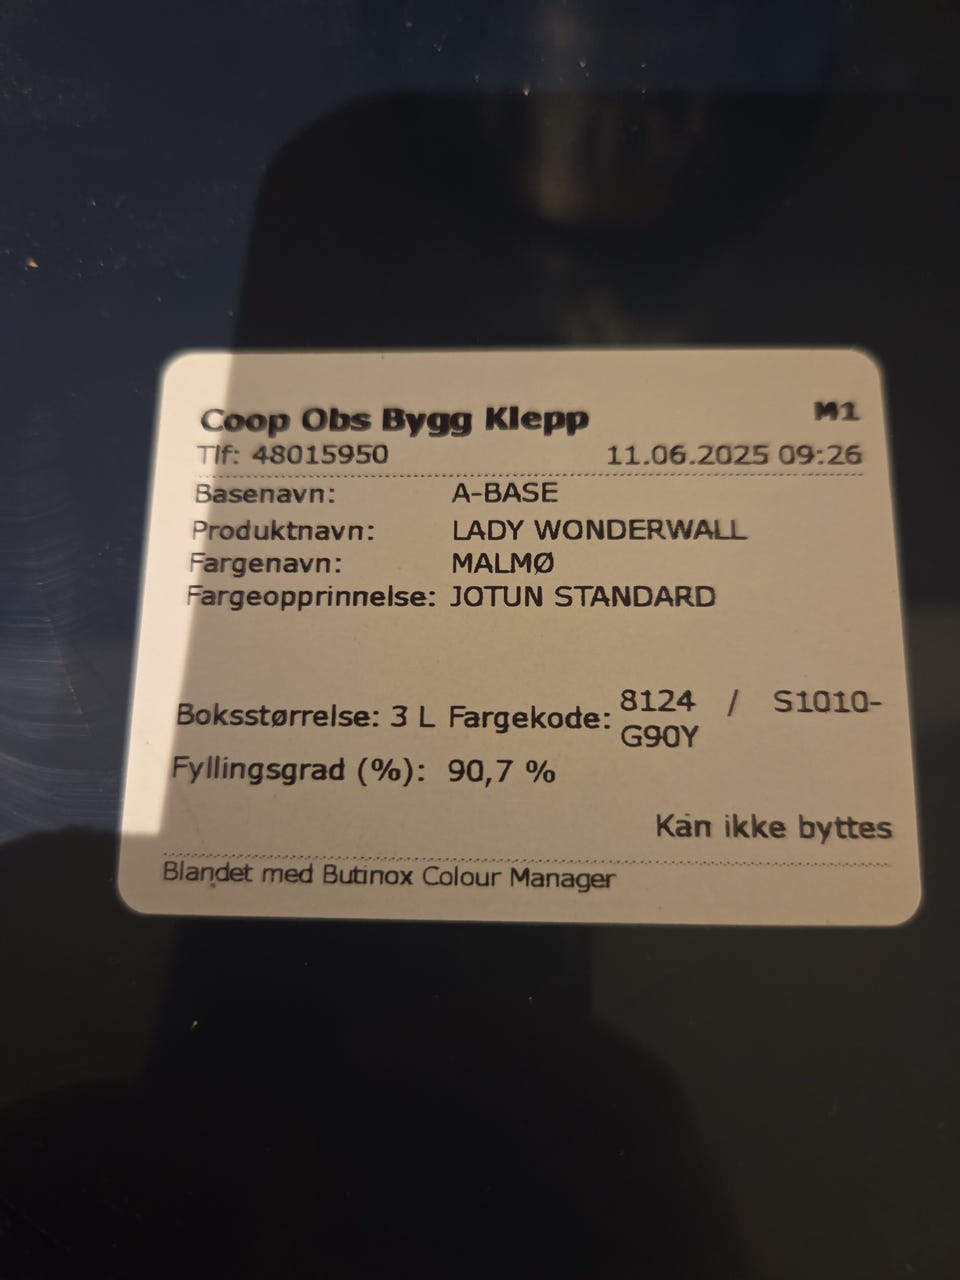 Coop Obs Bygg Klepp M1
Tlf: 48015950 11.06.2025 09:26
Basenavn: A-BASE
Produktnavn: LADY WONDERWALL
Fargenavn: MALMØ
Fargeopprinnelse: JOTUN STANDARD
Boksstørrelse: 3 L Fargekode: 8124 / S1010-
G90Y
Fyllingsgrad (%): 90,7 %
Kan ikke byttes
Blandet med Butinox Colour Manager